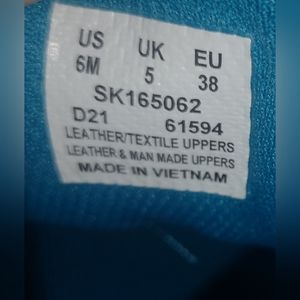 US UK EU
6M 5 38
SK165062
D21 61594
LEATHER/TEXTILE UPPERS
LEATHER & MAN MADE UPPERS
MADE IN VIETNAM